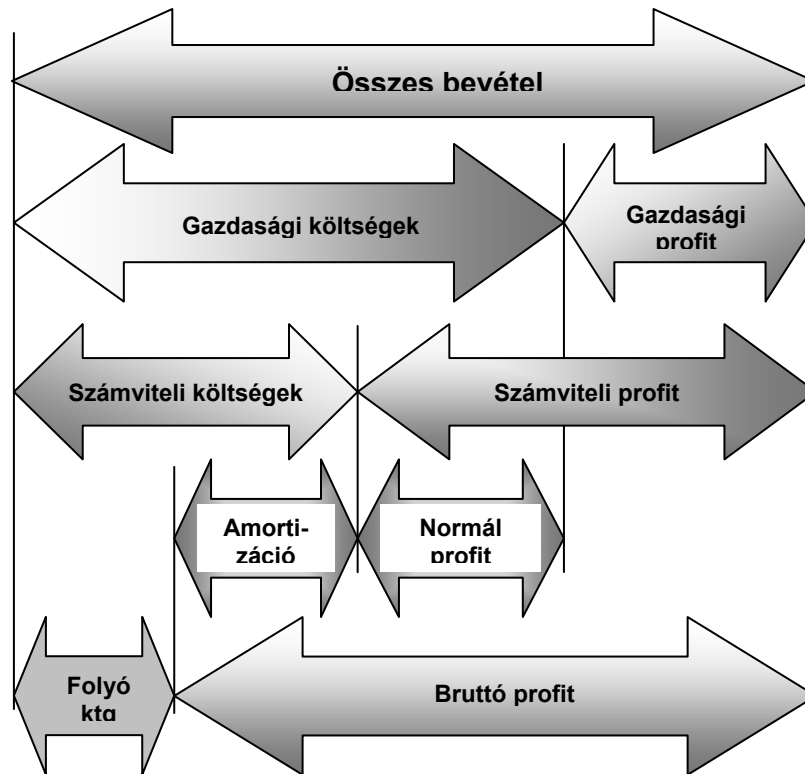 Összes bevétel
Gazdasági költségek
Gazdasági
profit
Számviteli költségek
Számviteli profit
Amorti-
záció
Normál
profit
Folyó
ktg
Bruttó profit